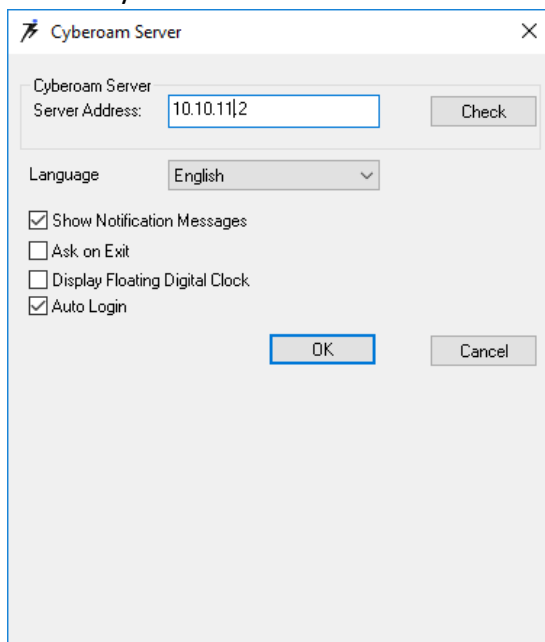 Cyberoam Server
Cyberoam Server
Server Address: 10.10.11.2 Check
Language English
Show Notification Messages
Ask on Exit
Display Floating Digital Clock
Auto Login
OK Cancel